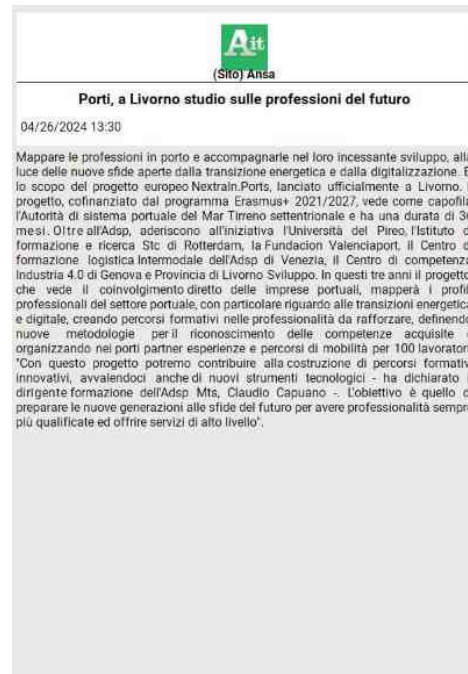 Ait
(Sito) Ansa
Porti, a Livorno studio sulle professioni del futuro
04/26/2024 13:30
Mappare le professioni in porto e accompagnarle nel loro incessante sviluppo, alla
luce delle nuove sfide aperte dalla transizione energetica e dalla digitalizzazione. E
lo scopo del progetto europeo Nextrain.Ports, lanciato ufficialmente a Livorno.
progetto, cofinanziato dal programma Erasmus+ 2021/2027, vede come capofila
l'Autorità di sistema portuale del Mar Tirreno settentrionale e ha una durata di 36
mesi. Oltre all'Adsp, aderiscono all'iniziativa l'Università del Pireo, l'Istituto d
formazione e ricerca Stc di Rotterdam, la Fundacion Valenciaport, il Centro d
formazione logistica Intermodale dell'Adsp di Venezia, il Centro di competenza
Industria 4.0 di Genova e Provincia di Livorno Sviluppo. In questi tre anni il progetto
che vede il coinvolgimento diretto delle imprese portuali, mapperà i profil
professionali del settore portuale, con particolare riguardo alle transizioni energetica
e digitale, creando percorsi formativi nelle professionalità da rafforzare, definendo
nuove metodologie per il riconoscimento delle competenze acquisite
organizzando nei porti partner esperienze e percorsi di mobilità per 100 lavorator
"Con questo progetto potremo contribuire alla costruzione di percorsi formativ
innovativi, avvalendoci anche di nuovi strumenti tecnologici - ha dichiarato
dirigente formazione dell'Adsp Mts, Claudio Capuano -. L'obiettivo è quello d
preparare le nuove generazioni alle sfide del futuro per avere professionalità sempre
più qualificate ed offrire servizi di alto livello".